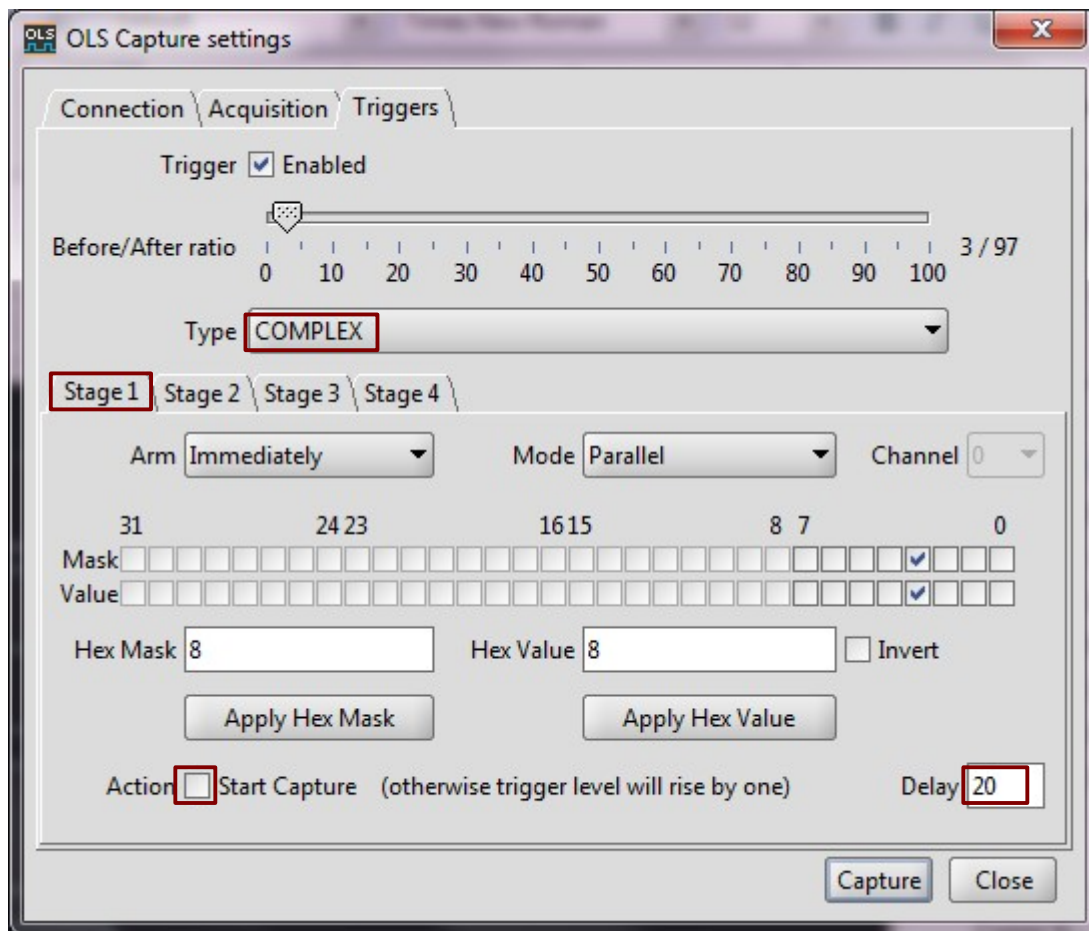 OLS OLS Capture settings
Connection Acquisition Triggers
Trigger Enabled
Before/After ratio 3 / 97
0 10 20 30 40 50 60 70 80 90 100
Type COMPLEX
Stage 1 Stage 2 Stage 3 Stage 4
Arm Immediately Mode Parallel Channel 0
31 24 23 16 15 8 7 0
Mask
Value
Hex Mask 8 Hex Value 8 Invert
Apply Hex Mask Apply Hex Value
Action Start Capture (otherwise trigger level will rise by one) Delay 20
Capture Close